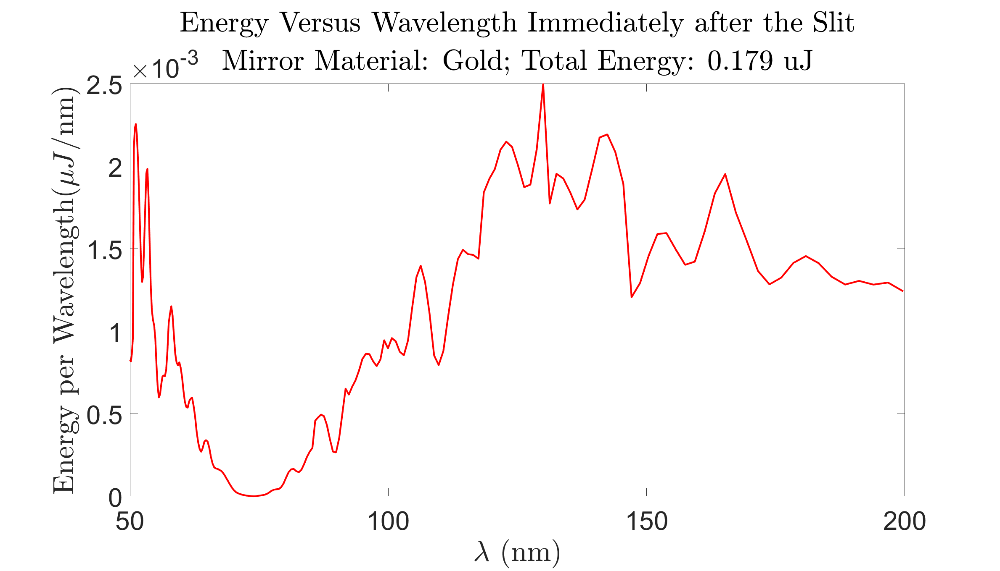 Energy Versus Wavelength Immediately after the Slit
Mirror Material: Gold; Total Energy: 0.179 uJ
×10-3
Energy per Wavelength(μJ/nm)
2.5
2
1.5
1
0.5
0
50 100 150 200
λ (nm)